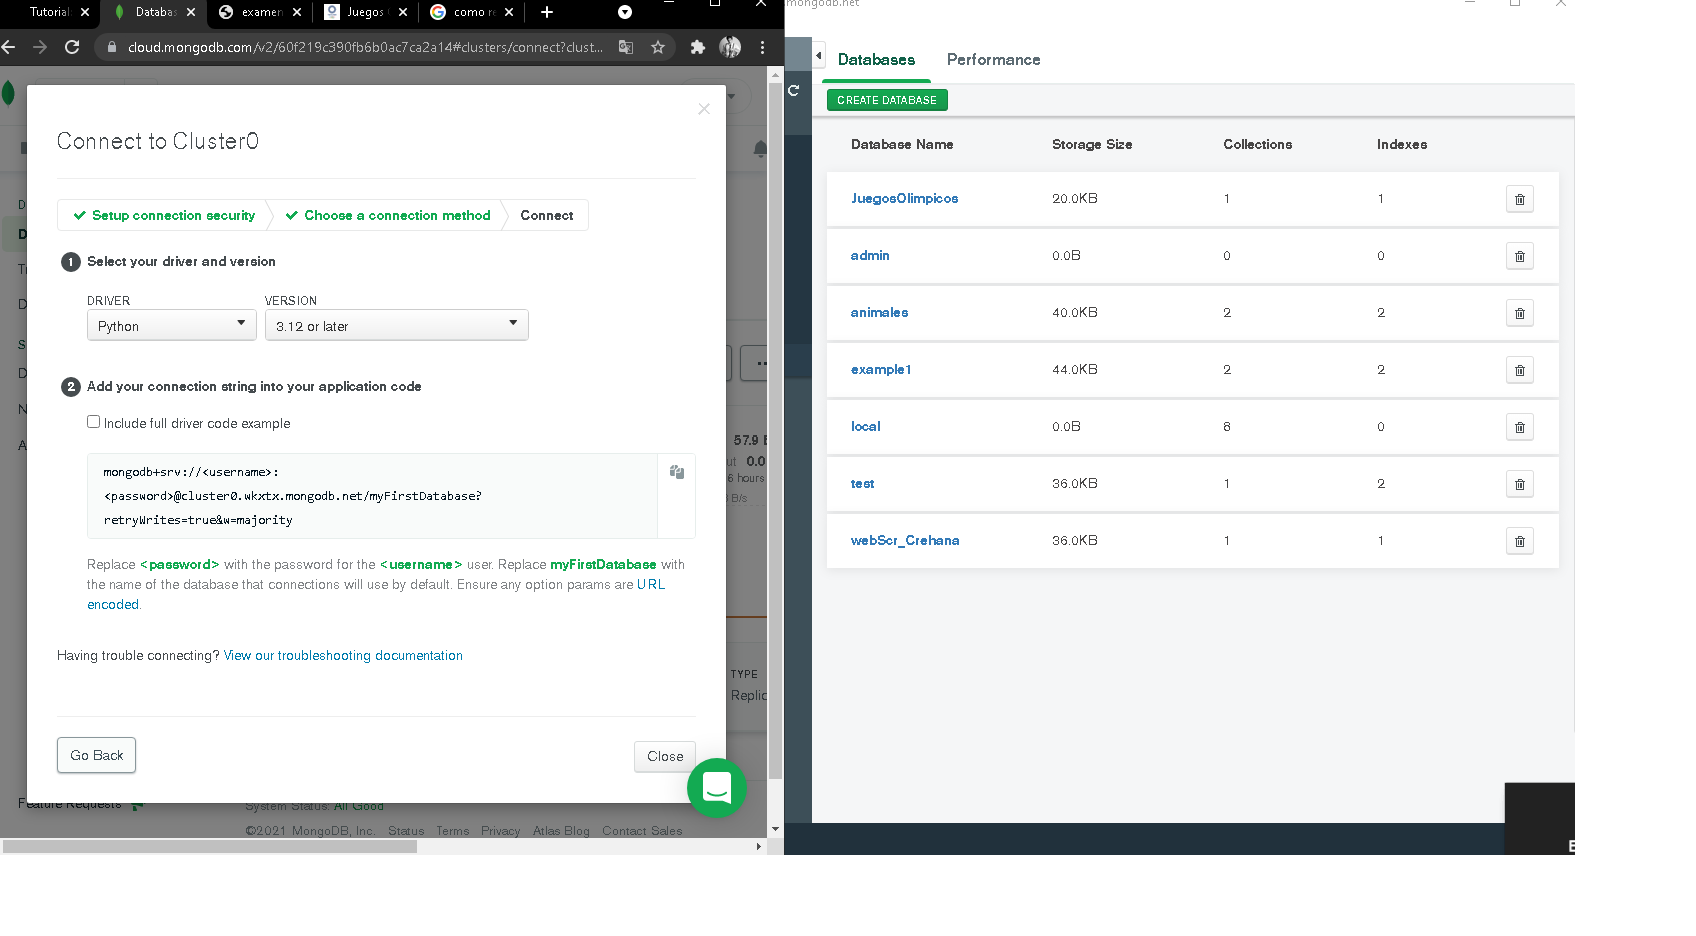 Tutorial
Databas
examen
Juegos
como re
cloud.mongodb.com/v2/60f219c390fb6b0ac7ca2a14#clusters/connect?clust...
Connect to Cluster0
Setup connection security
Choose a connection method
Connect
1 Select your driver and version
DRIVER
VERSION
Python
3.12 or later
2 Add your connection string into your application code
Include full driver code example
mongodb+srv://<username>:
<password>@cluster0.wkxtx.mongodb.net/myFirstDatabase?
retryWrites=true&w=majority
Replace <password> with the password for the <username> user. Replace myFirstDatabase with
the name of the database that connections will use by default. Ensure any option params are URL
encoded.
Having trouble connecting? View our troubleshooting documentation
Go Back
Close
57.9
0.0
6 hours
B/s
TYPE
Replic
Feature Requests
System Status: All Good
©2021 MongoDB, Inc. Status Terms Privacy Atlas Blog Contact Sales
mongodb.net
Databases
Performance
CREATE DATABASE
Database Name Storage Size Collections Indexes
JuegosOlimpicos 20.0KB 1 1
admin 0.0B 0 0
animales 40.0KB 2 2
example1 44.0KB 2 2
local 0.0B 8 0
test 36.0KB 1 2
webScr_Crehana 36.0KB 1 1